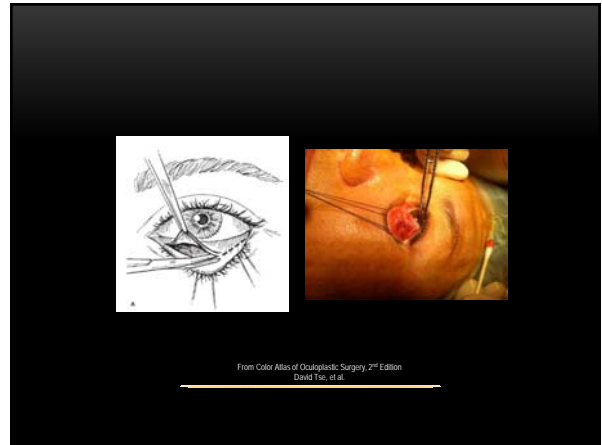 A
From Color Atlas of Oculoplastic Surgery, 2nd Edition
David Tse, et al.